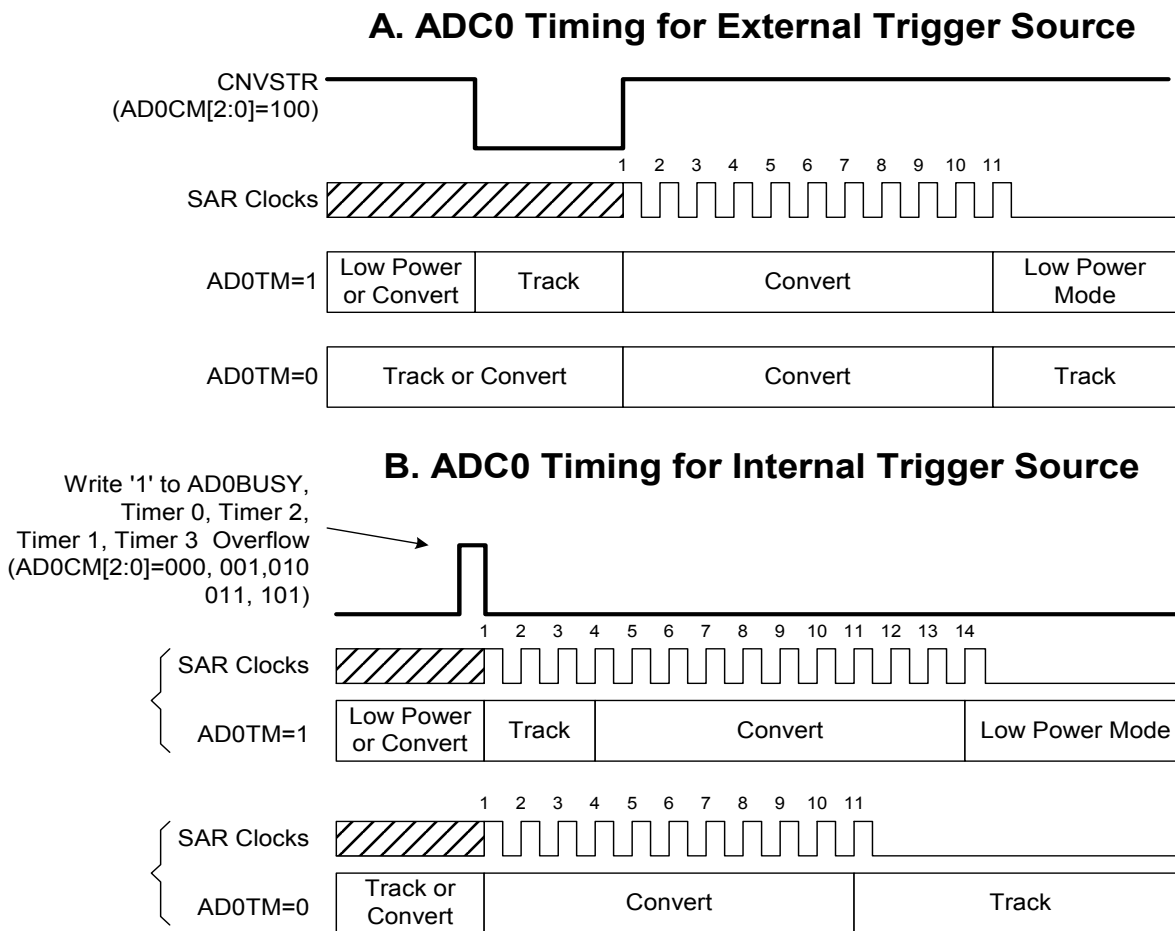 A. ADC0 Timing for External Trigger Source
CNVSTR
(AD0CM[2:0]=100)
1 2 3 4 5 6 7 8 9 10 11
SAR Clocks
AD0TM=1
Low Power
or Convert
Track
Convert
Low Power
Mode
AD0TM=0
Track or Convert
Convert
Track
B. ADC0 Timing for Internal Trigger Source
Write '1' to AD0BUSY,
Timer 0, Timer 2,
Timer 1, Timer 3 Overflow
(AD0CM[2:0]=000, 001,010
011, 101)
1 2 3 4 5 6 7 8 9 10 11 12 13 14
SAR Clocks
AD0TM=1
Low Power
or Convert
Track
Convert
Low Power Mode
1 2 3 4 5 6 7 8 9 10 11
SAR Clocks
AD0TM=0
Track or
Convert
Convert
Track